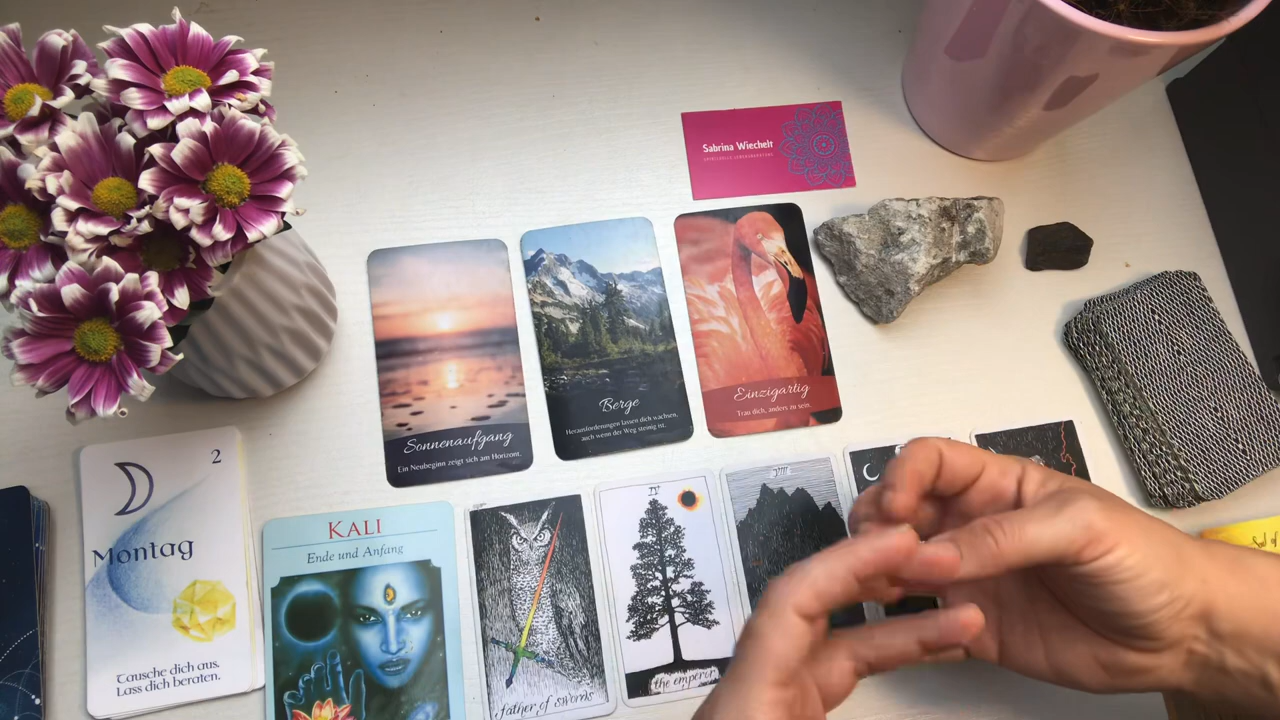 Sabrina Wiechelt
Sonnenaufgang
Ein Neubeginn zeigt sich am Horizont.
Berge
Herausforderungen lassen dich wachsen,
auch wenn der Weg steinig ist.
Einzigartig
Trau dich, anders zu sein.
2
Montag
Tausche dich aus.
Lass dich beraten.
KALI
Ende und Anfang
father of swords
IV
the emperor
VIII